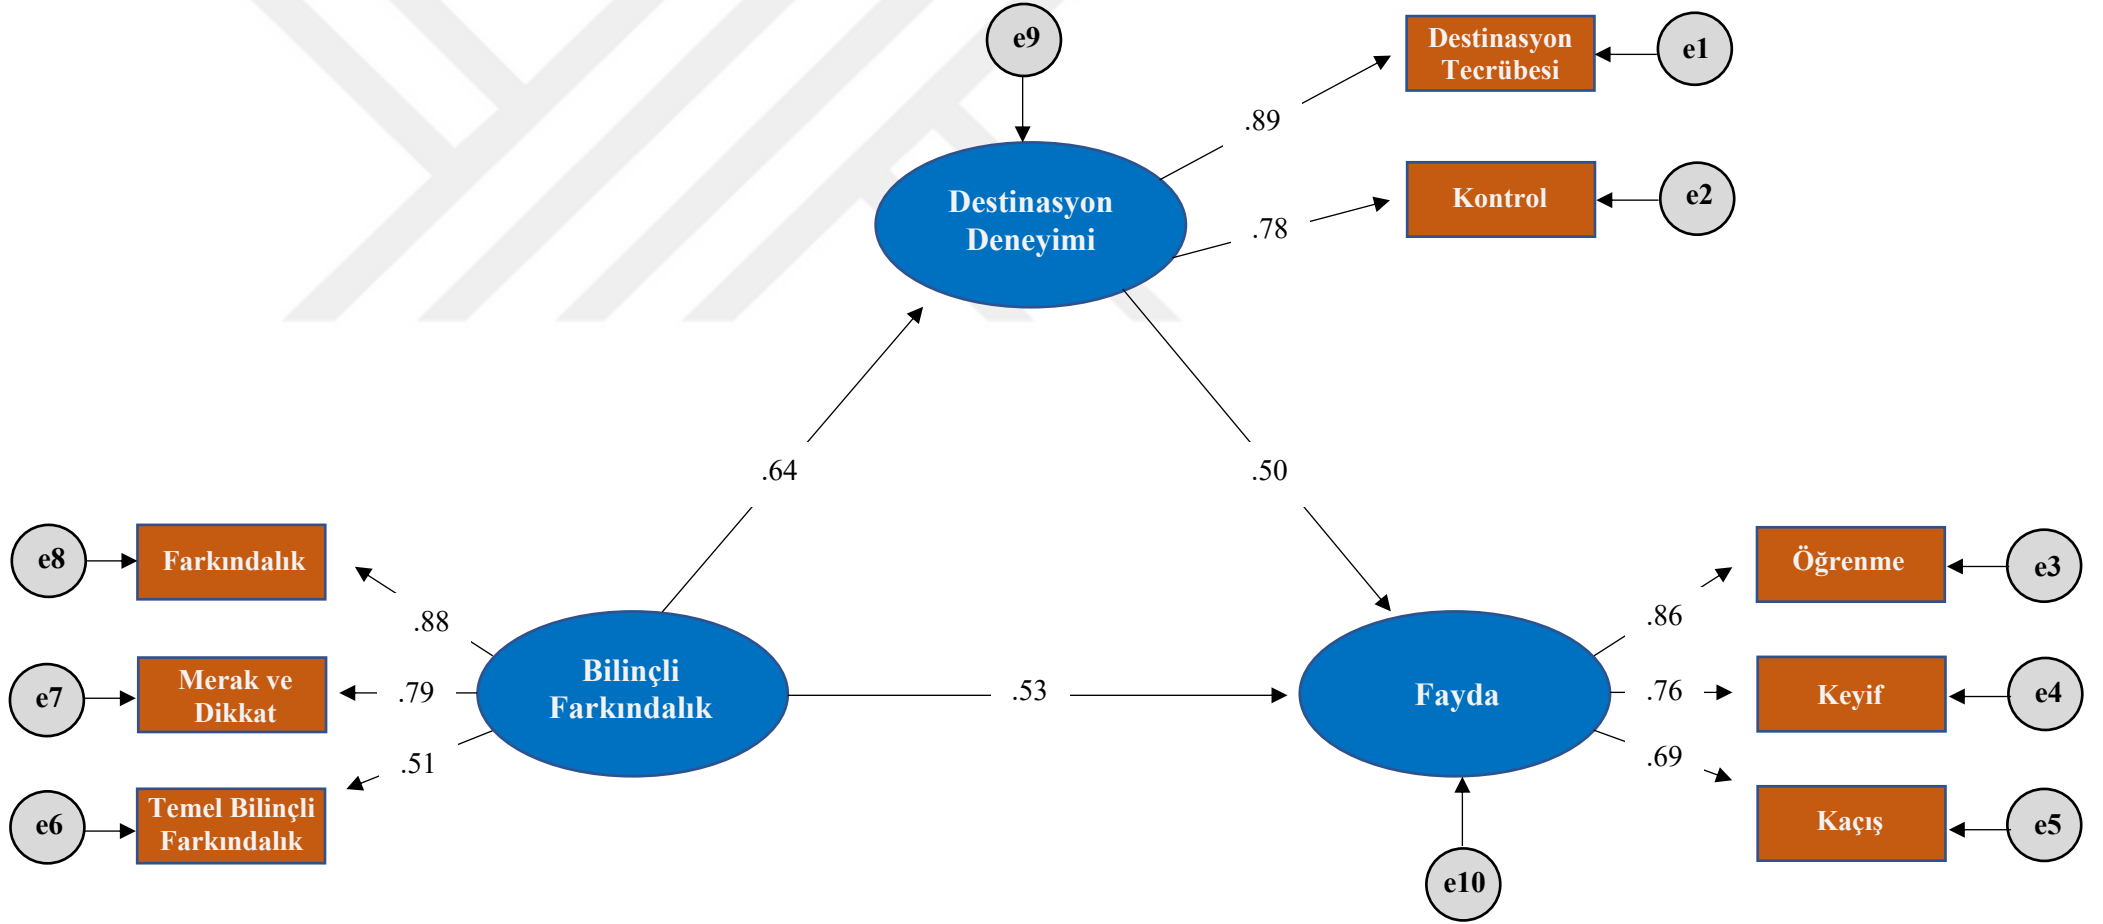 e9
Destinasyon
Tecrübesi
e1
.89
Kontrol
e2
.78
Destinasyon
Deneyimi
.64
.50
e8
Farkındalık
.88
e7
Merak ve
Dikkat
.79
e6
Temel Bilinçli
Farkındalık
.51
Bilinçli
Farkındalık
.53
Fayda
.86
Öğrenme
e3
.76
Keyif
e4
.69
Kaçış
e5
e10